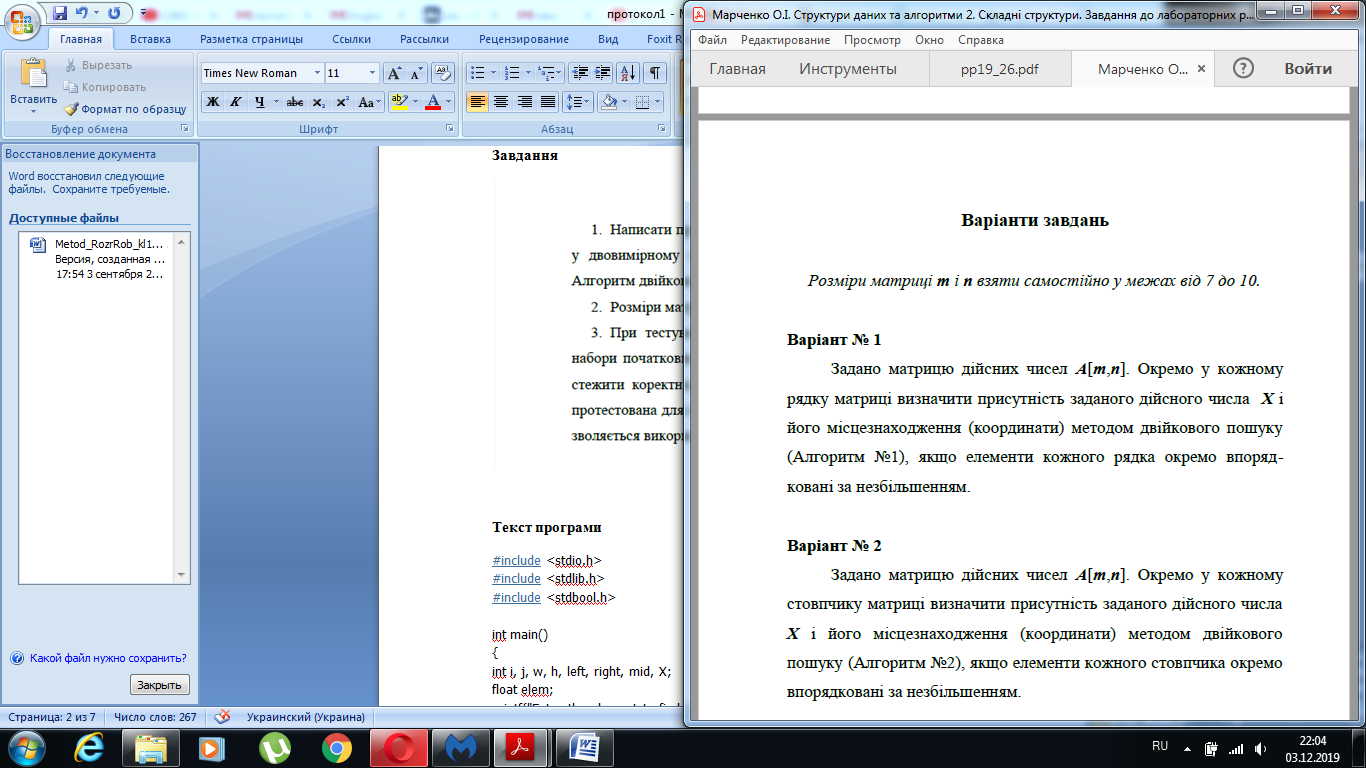 протокол1 - M
Главная Вставка Разметка страницы Ссылки Рассылки Рецензирование Вид Foxit R
Вставить
Вырезать
Копировать
Формат по образцу
Буфер обмена
Times New Roman 11
Ж К Ч abc x₂ x² Aa
Шрифт
Абзац
Восстановление документа
Word восстановил следующие
файлы. Сохраните требуемые.
Доступные файлы
Metod_RozrRob_kl1...
Версия, созданная ...
17:54 3 сентября 2...
Какой файл нужно сохранить?
Закрыть
Завдання
1. Написати п
у двовимірному
Алгоритм двійков
2. Розміри мат
3. При тесту
набори початкови
стежити коректн
протестована для
зволяється викори
Текст програми
#include <stdio.h>
#include <stdlib.h>
#include <stdbool.h>
int main()
{
int i, j, w, h, left, right, mid, X;
float elem;
Страница: 2 из 7 Число слов: 267 Украинский (Украина)
Марченко О.І. Структури даних та алгоритми 2. Складні структури. Завдання до лабораторних р...
Файл Редактирование Просмотр Окно Справка
Главная Инструменты pp19_26.pdf Марченко О... × ? Войти
Варіанти завдань
Розміри матриці m і n взяти самостійно у межах від 7 до 10.
Варіант № 1
Задано матрицю дійсних чисел A[m,n]. Окремо у кожному
рядку матриці визначити присутність заданого дійсного числа X і
його місцезнаходження (координати) методом двійкового пошуку
(Алгоритм №1), якщо елементи кожного рядка окремо впоряд-
ковані за незбільшенням.
Варіант № 2
Задано матрицю дійсних чисел A[m,n]. Окремо у кожному
стовпчику матриці визначити присутність заданого дійсного числа
X і його місцезнаходження (координати) методом двійкового
пошуку (Алгоритм №2), якщо елементи кожного стовпчика окремо
впорядковані за незбільшенням.
RU
22:04
03.12.2019